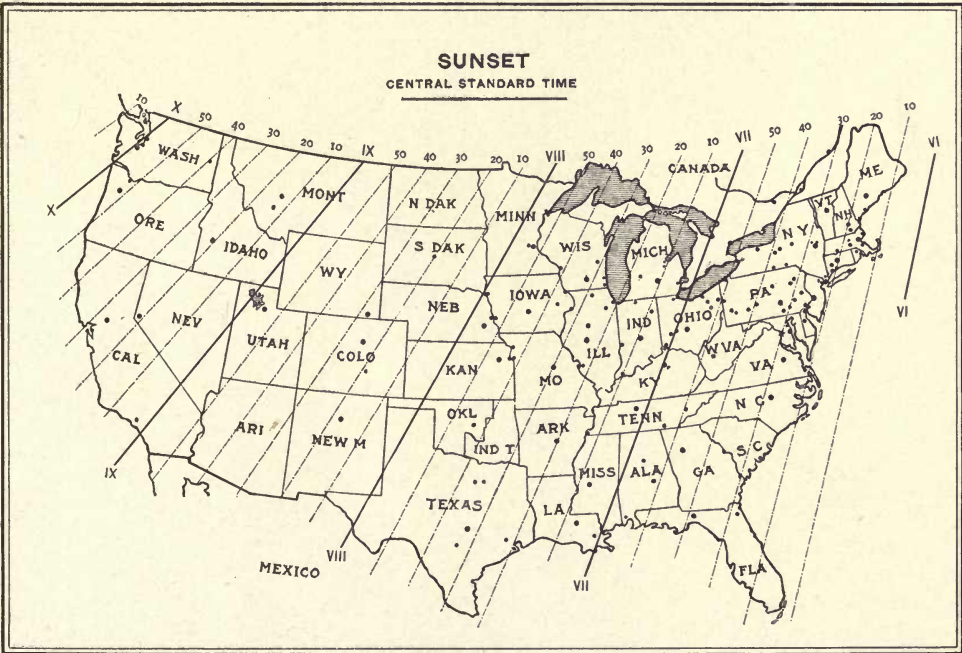 SUNSET
CENTRAL STANDARD TIME
10 X 50 40 30 20 10 IX 50 40 30 20 10 VIII 50 40 30 20 10 VII 50 40 30 20 10
VI
CANADA
WASH
MONT
N DAK
MINN
ME
VT
NH
X
ORE
IDAHO
S DAK
WIS
MICH
N Y
WY
NEB
IOWA
PA
VI
NEV
UTAH
COLO
ILL
IND
OHIO
W VA
CAL
KAN
MO
KY
VA
ARI
NEW M
OKL
IND T
ARK
TENN
N C
S C
IX
TEXAS
LA
MISS
ALA
GA
VIII
MEXICO
VII
FLA